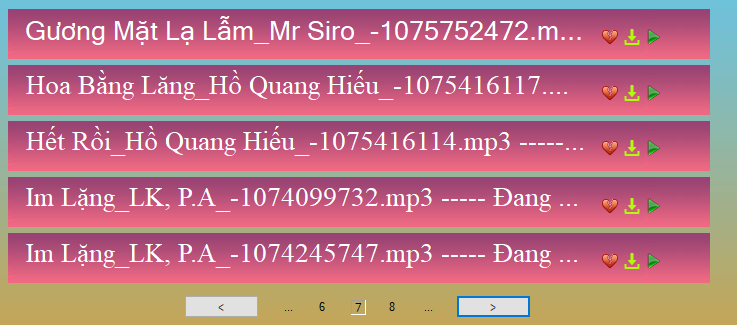 Gương Mặt Lạ Lẫm_Mr Siro_-1075752472.m...
Hoa Bằng Lăng_Hồ Quang Hiếu_-1075416117....
Hết Rồi_Hồ Quang Hiếu_-1075416114.mp3 -----...
Im Lặng_LK, P.A_-1074099732.mp3 ----- Đang ...
Im Lặng_LK, P.A_-1074245747.mp3 ----- Đang ...
< ... 6 7 8 ... >